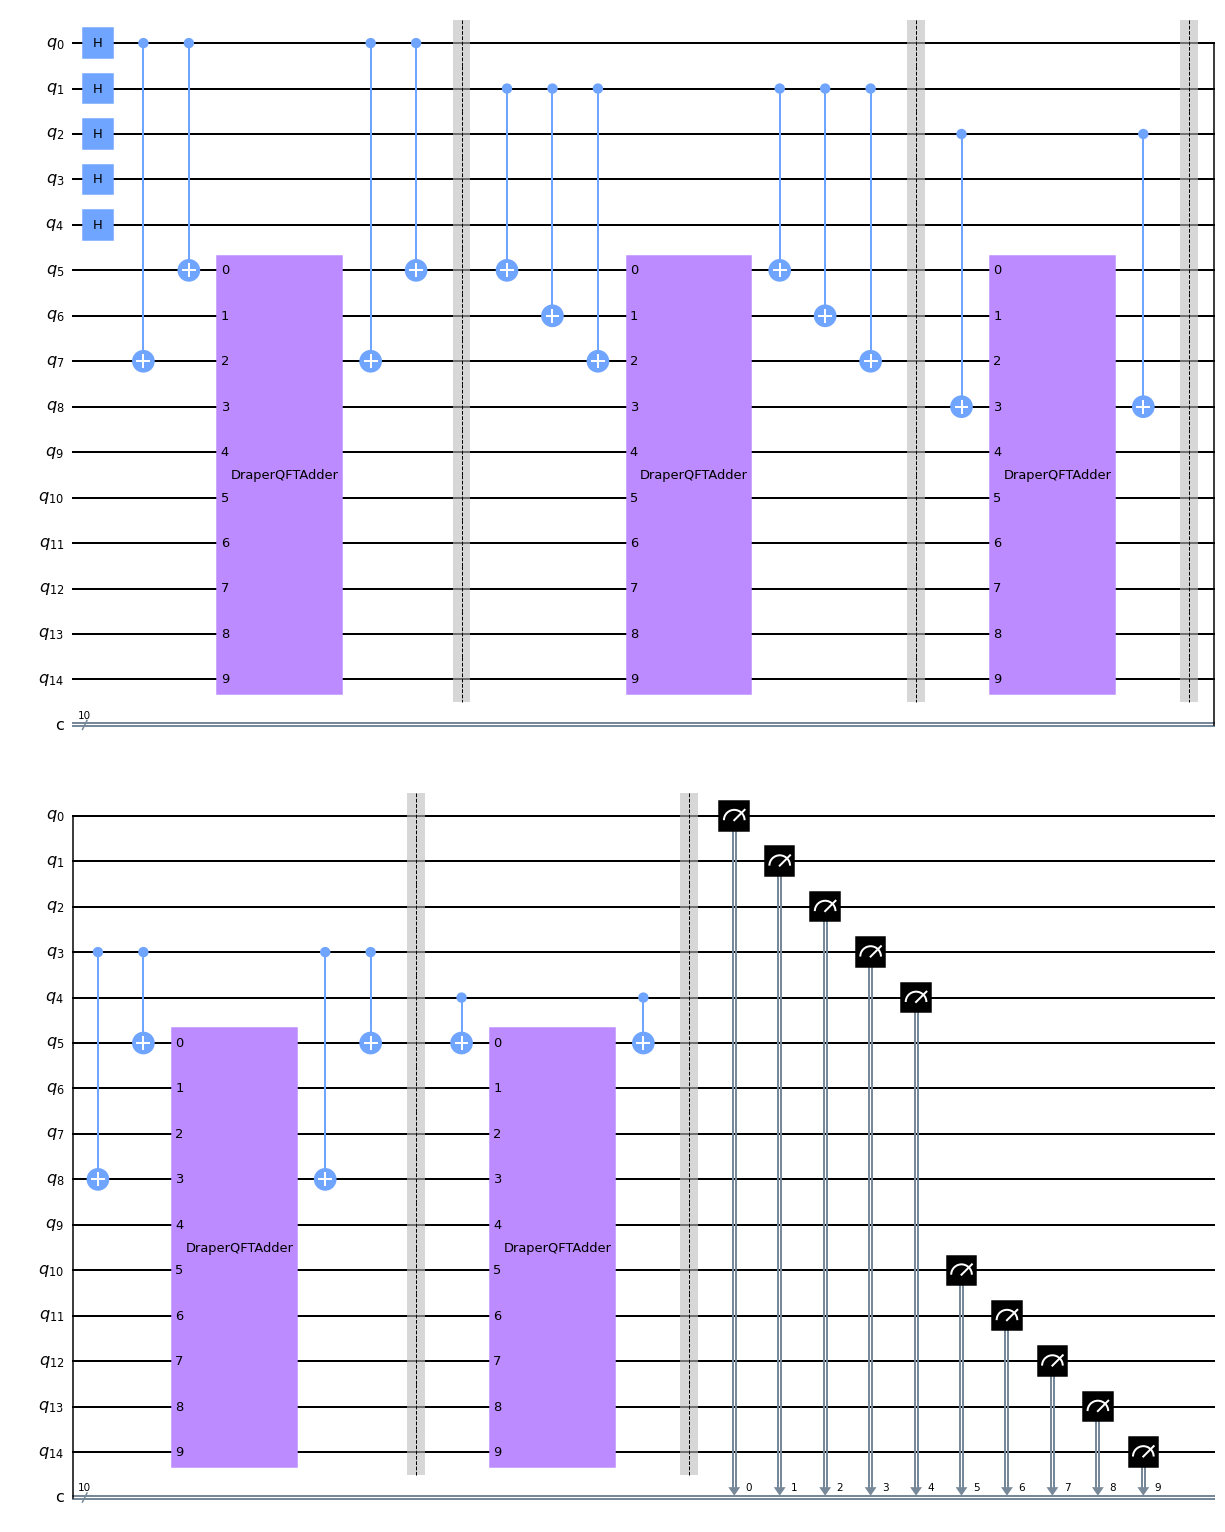 q0 H
q1 H
q2 H
q3 H
q4 H
q5 0 0 0
q6 1 1 1
q7 2 2 2
q8 3 3 3
q9 4 4 4
DraperQFTAdder DraperQFTAdder DraperQFTAdder
q10 5 5 5
q11 6 6 6
q12 7 7 7
q13 8 8 8
q14 9 9 9
10
c
q0
q1
q2
q3
q4
q5 0 0
q6 1 1
q7 2 2
q8 3 3
q9 4 4
DraperQFTAdder DraperQFTAdder
q10 5 5
q11 6 6
q12 7 7
q13 8 8
q14 9 9
10 0 1 2 3 4 5 6 7 8 9
c